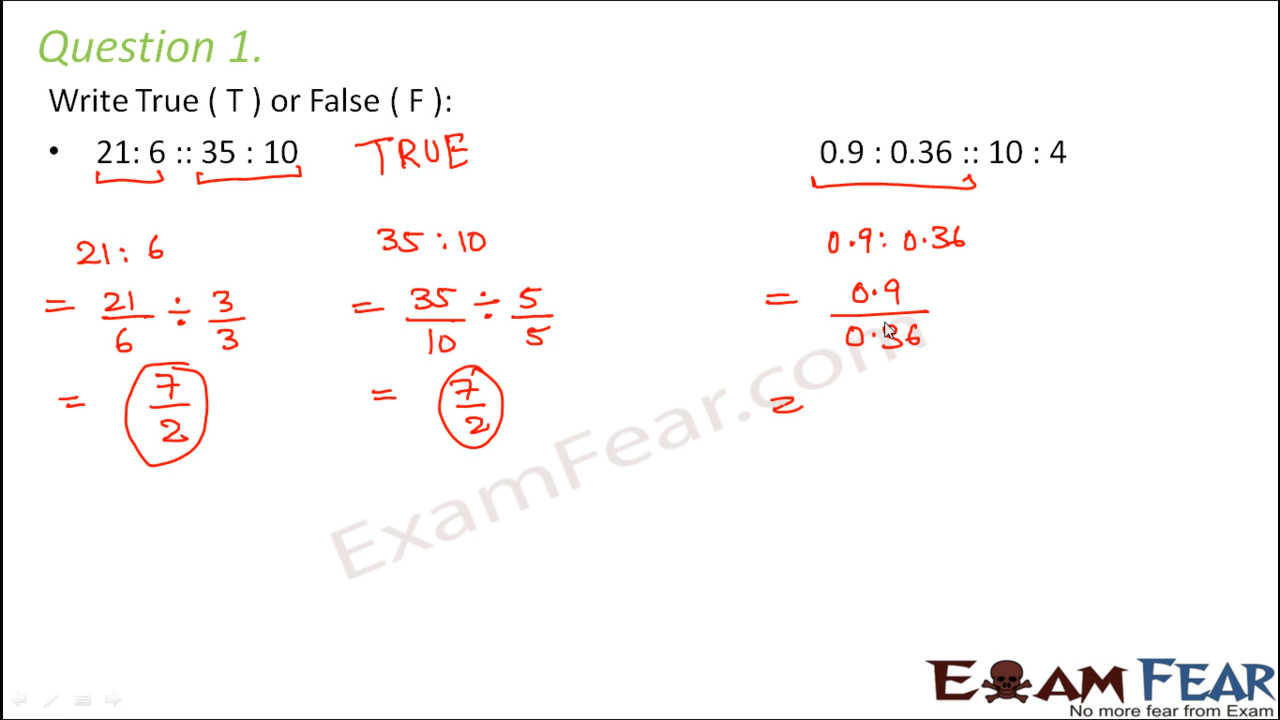 Question 1.
Write True ( T ) or False ( F ):
• 21: 6 :: 35 : 10 TRUE 0.9 : 0.36 :: 10 : 4
21 : 6 35 : 10 0.9 : 0.36
= 21/6 ÷ 3/3 = 35/10 ÷ 5/5 = 0.9/0.36
= 7/2 = 7/2 =
ExamFear.com
EXAM FEAR
No more fear from Exam